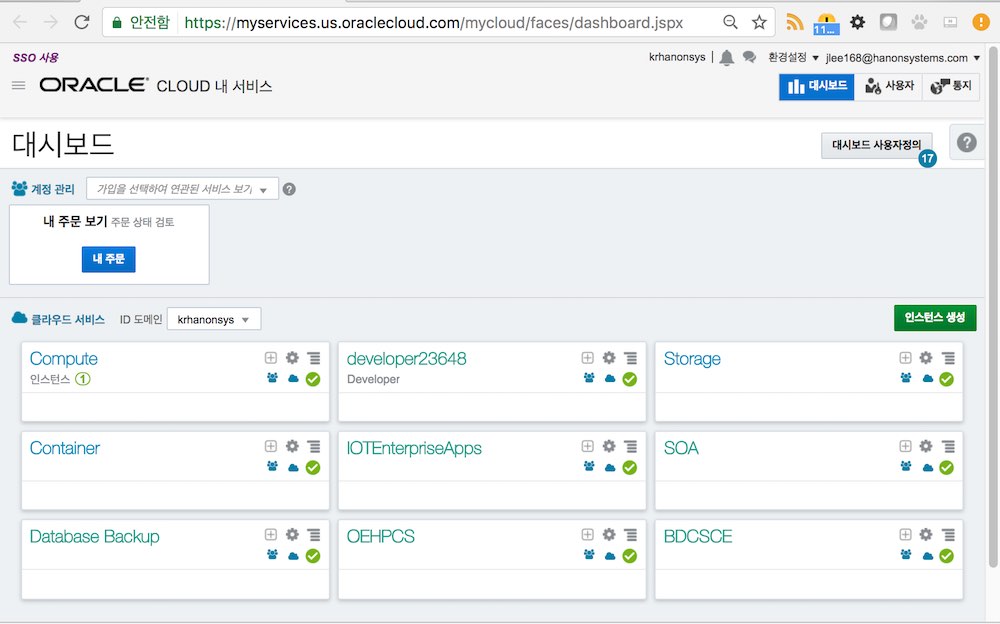 안전함 https://myservices.us.oraclecloud.com/mycloud/faces/dashboard.jspx
11...
SSO 사용
krhanonsys 환경설정 jlee168@hanonsystems.com
ORACLE® CLOUD 내 서비스
대시보드 사용자 통지
대시보드
대시보드 사용자정의 17 ?
계정 관리 가입을 선택하여 연관된 서비스 보기 ?
내 주문 보기 주문 상태 검토
내 주문
클라우드 서비스 ID 도메인 krhanonsys 인스턴스 생성
Compute
인스턴스 1
developer23648
Developer
Storage
Container
IOTEnterpriseApps
SOA
Database Backup
OEHPCS
BDCSCE